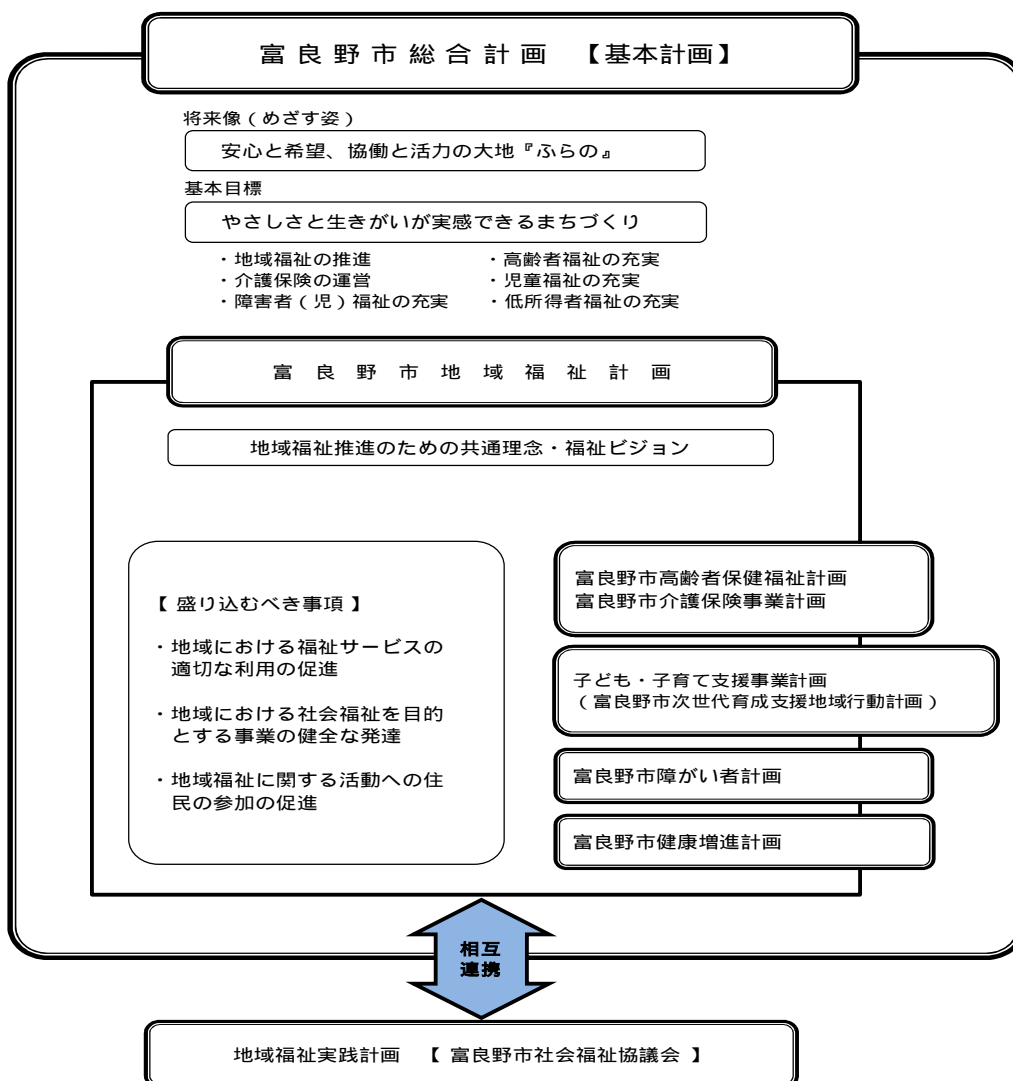 富良野市総合計画 【基本計画】
将来像（めざす姿）
安心と希望、協働と活力の大地『ふらの』
基本目標
やさしさと生きがいが実感できるまちづくり
・地域福祉の推進 ・高齢者福祉の充実
・介護保険の運営 ・児童福祉の充実
・障害者（児）福祉の充実 ・低所得者福祉の充実
富良野市地域福祉計画
地域福祉推進のための共通理念・福祉ビジョン
【 盛り込むべき事項 】
・地域における福祉サービスの
適切な利用の促進
・地域における社会福祉を目的
とする事業の健全な発達
・地域福祉に関する活動への住
民の参加の促進
富良野市高齢者保健福祉計画
富良野市介護保険事業計画
子ども・子育て支援事業計画
（富良野市次世代育成支援地域行動計画）
富良野市障がい者計画
富良野市健康増進計画
相互
連携
地域福祉実践計画 【 富良野市社会福祉協議会 】